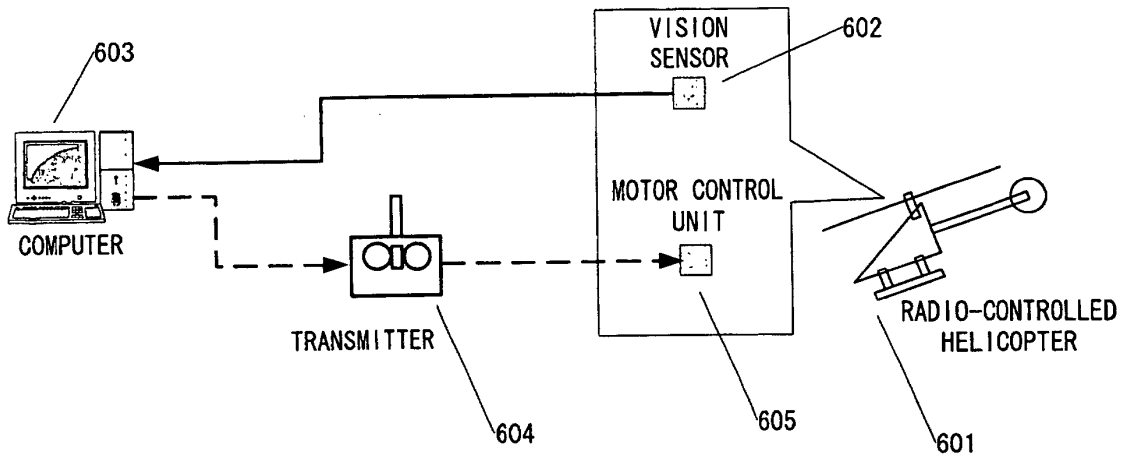 603
VISION
SENSOR
602
COMPUTER
MOTOR CONTROL
UNIT
TRANSMITTER
RADIO-CONTROLLED
HELICOPTER
604
605
601